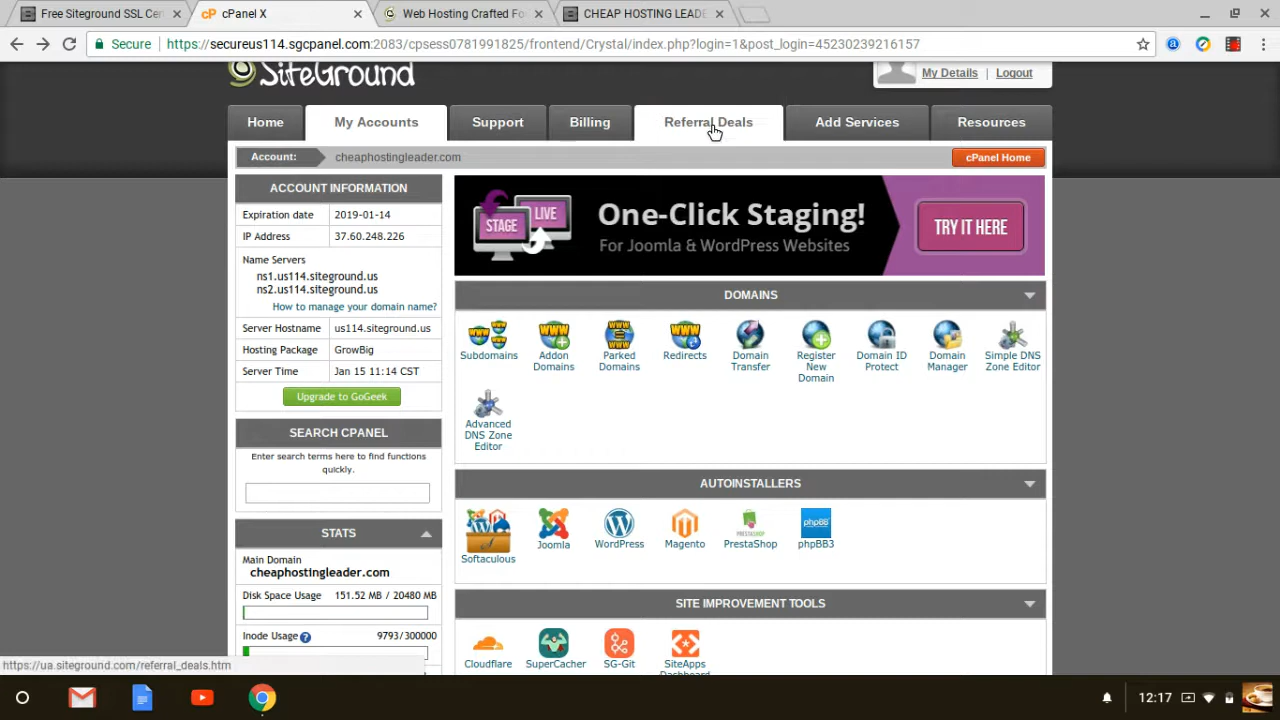 Free Siteground SSL Cer
cPanel X
Web Hosting Crafted Fo
CHEAP HOSTING LEAD
Secure
https://secureus114.sgcpanel.com:2083/cpsess0781991825/frontend/Crystal/index.php?login=1&post_login=45230239216157
SiteGround
My Details | Logout
Home
My Accounts
Support
Billing
Referral Deals
Add Services
Resources
Account:
cheaphostingleader.com
cPanel Home
ACCOUNT INFORMATION
Expiration date 2019-01-14
IP Address 37.60.248.226
Name Servers
ns1.us114.siteground.us
ns2.us114.siteground.us
How to manage your domain name?
Server Hostname us114.siteground.us
Hosting Package GrowBig
Server Time Jan 15 11:14 CST
Upgrade to GoGeek
SEARCH CPANEL
Enter search terms here to find functions
quickly.
STATS
Main Domain
cheaphostingleader.com
Disk Space Usage 151.52 MB / 20480 MB
Inode Usage ? 9793/300000
STAGE
LIVE
One-Click Staging!
For Joomla & WordPress Websites
TRY IT HERE
DOMAINS
Subdomains
Addon
Domains
Parked
Domains
Redirects
Domain
Transfer
Register
New
Domain
Domain ID
Protect
Domain
Manager
Simple DNS
Zone Editor
Advanced
DNS Zone
Editor
AUTOINSTALLERS
Softaculous
Joomla
WordPress
Magento
PrestaShop
phpBB3
SITE IMPROVEMENT TOOLS
Cloudflare
SuperCacher
SG-Git
SiteApps
Dashboard
https://ua.siteground.com/referral_deals.htm
12:17